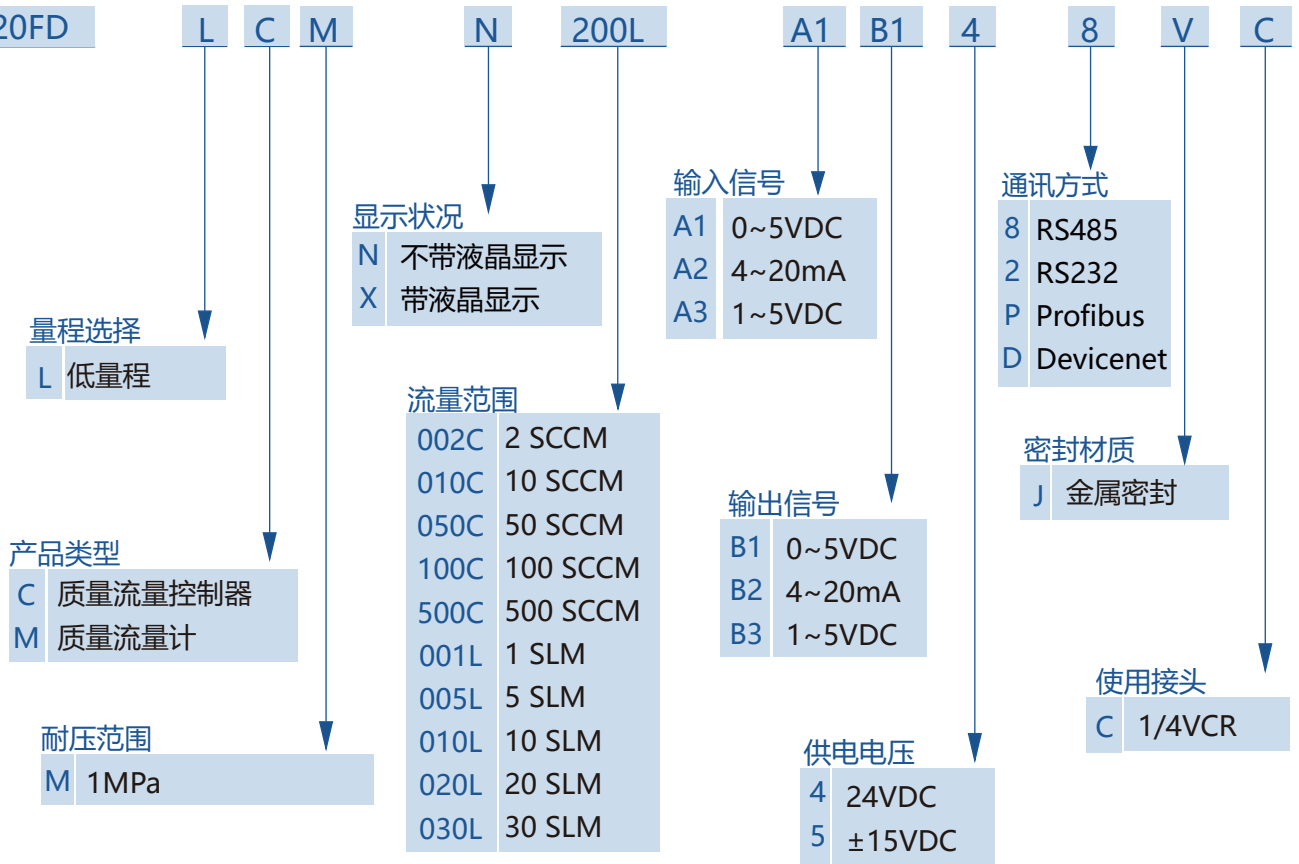 20FD L C M N 200L A1 B1 4 8 V C
量程选择
L 低量程
产品类型
C 质量流量控制器
M 质量流量计
耐压范围
M 1MPa
显示状况
N 不带液晶显示
X 带液晶显示
流量范围
002C 2 SCCM
010C 10 SCCM
050C 50 SCCM
100C 100 SCCM
500C 500 SCCM
001L 1 SLM
005L 5 SLM
010L 10 SLM
020L 20 SLM
030L 30 SLM
输入信号
A1 0~5VDC
A2 4~20mA
A3 1~5VDC
输出信号
B1 0~5VDC
B2 4~20mA
B3 1~5VDC
供电电压
4 24VDC
5 ±15VDC
通讯方式
8 RS485
2 RS232
P Profibus
D Devicenet
密封材质
J 金属密封
使用接头
C 1/4VCR